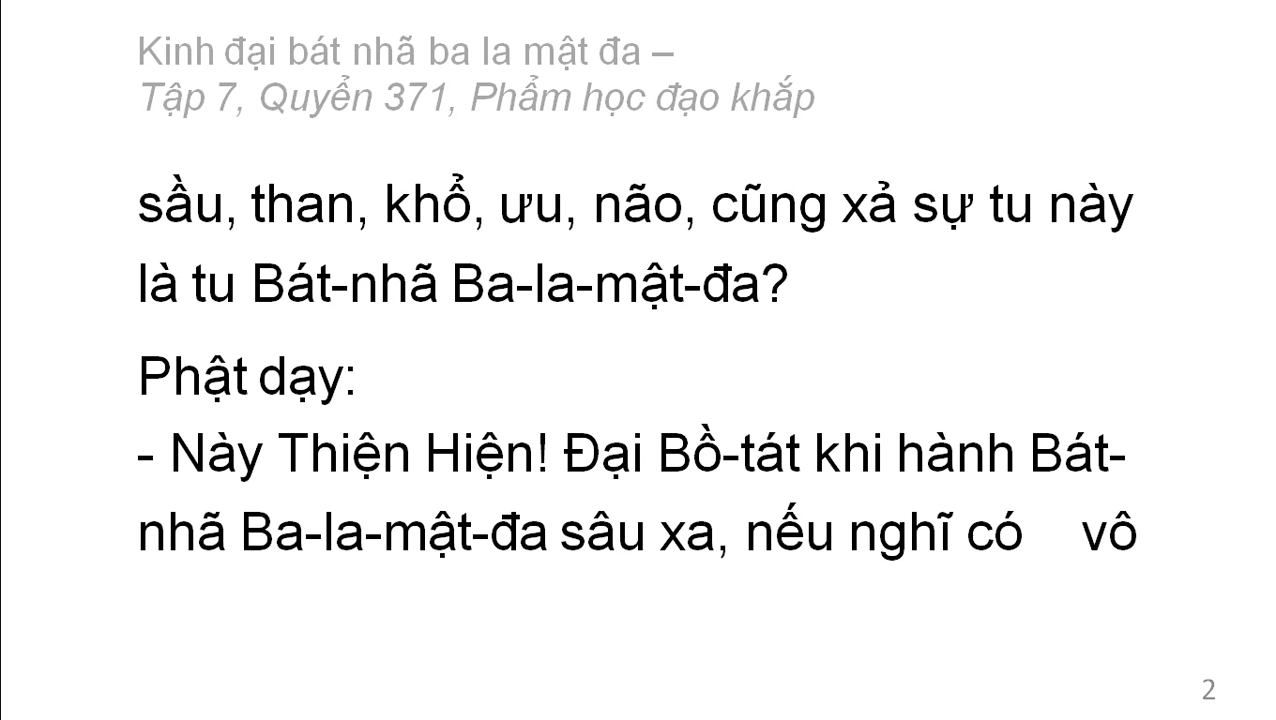 Kinh đại bát nhã ba la mật đa –
Tập 7, Quyển 371, Phẩm học đạo khắp
sầu, than, khổ, ưu, não, cũng xả sự tu này
là tu Bát-nhã Ba-la-mật-đa?
Phật dạy:
- Này Thiện Hiện! Đại Bồ-tát khi hành Bát-
nhã Ba-la-mật-đa sâu xa, nếu nghĩ có vô
2